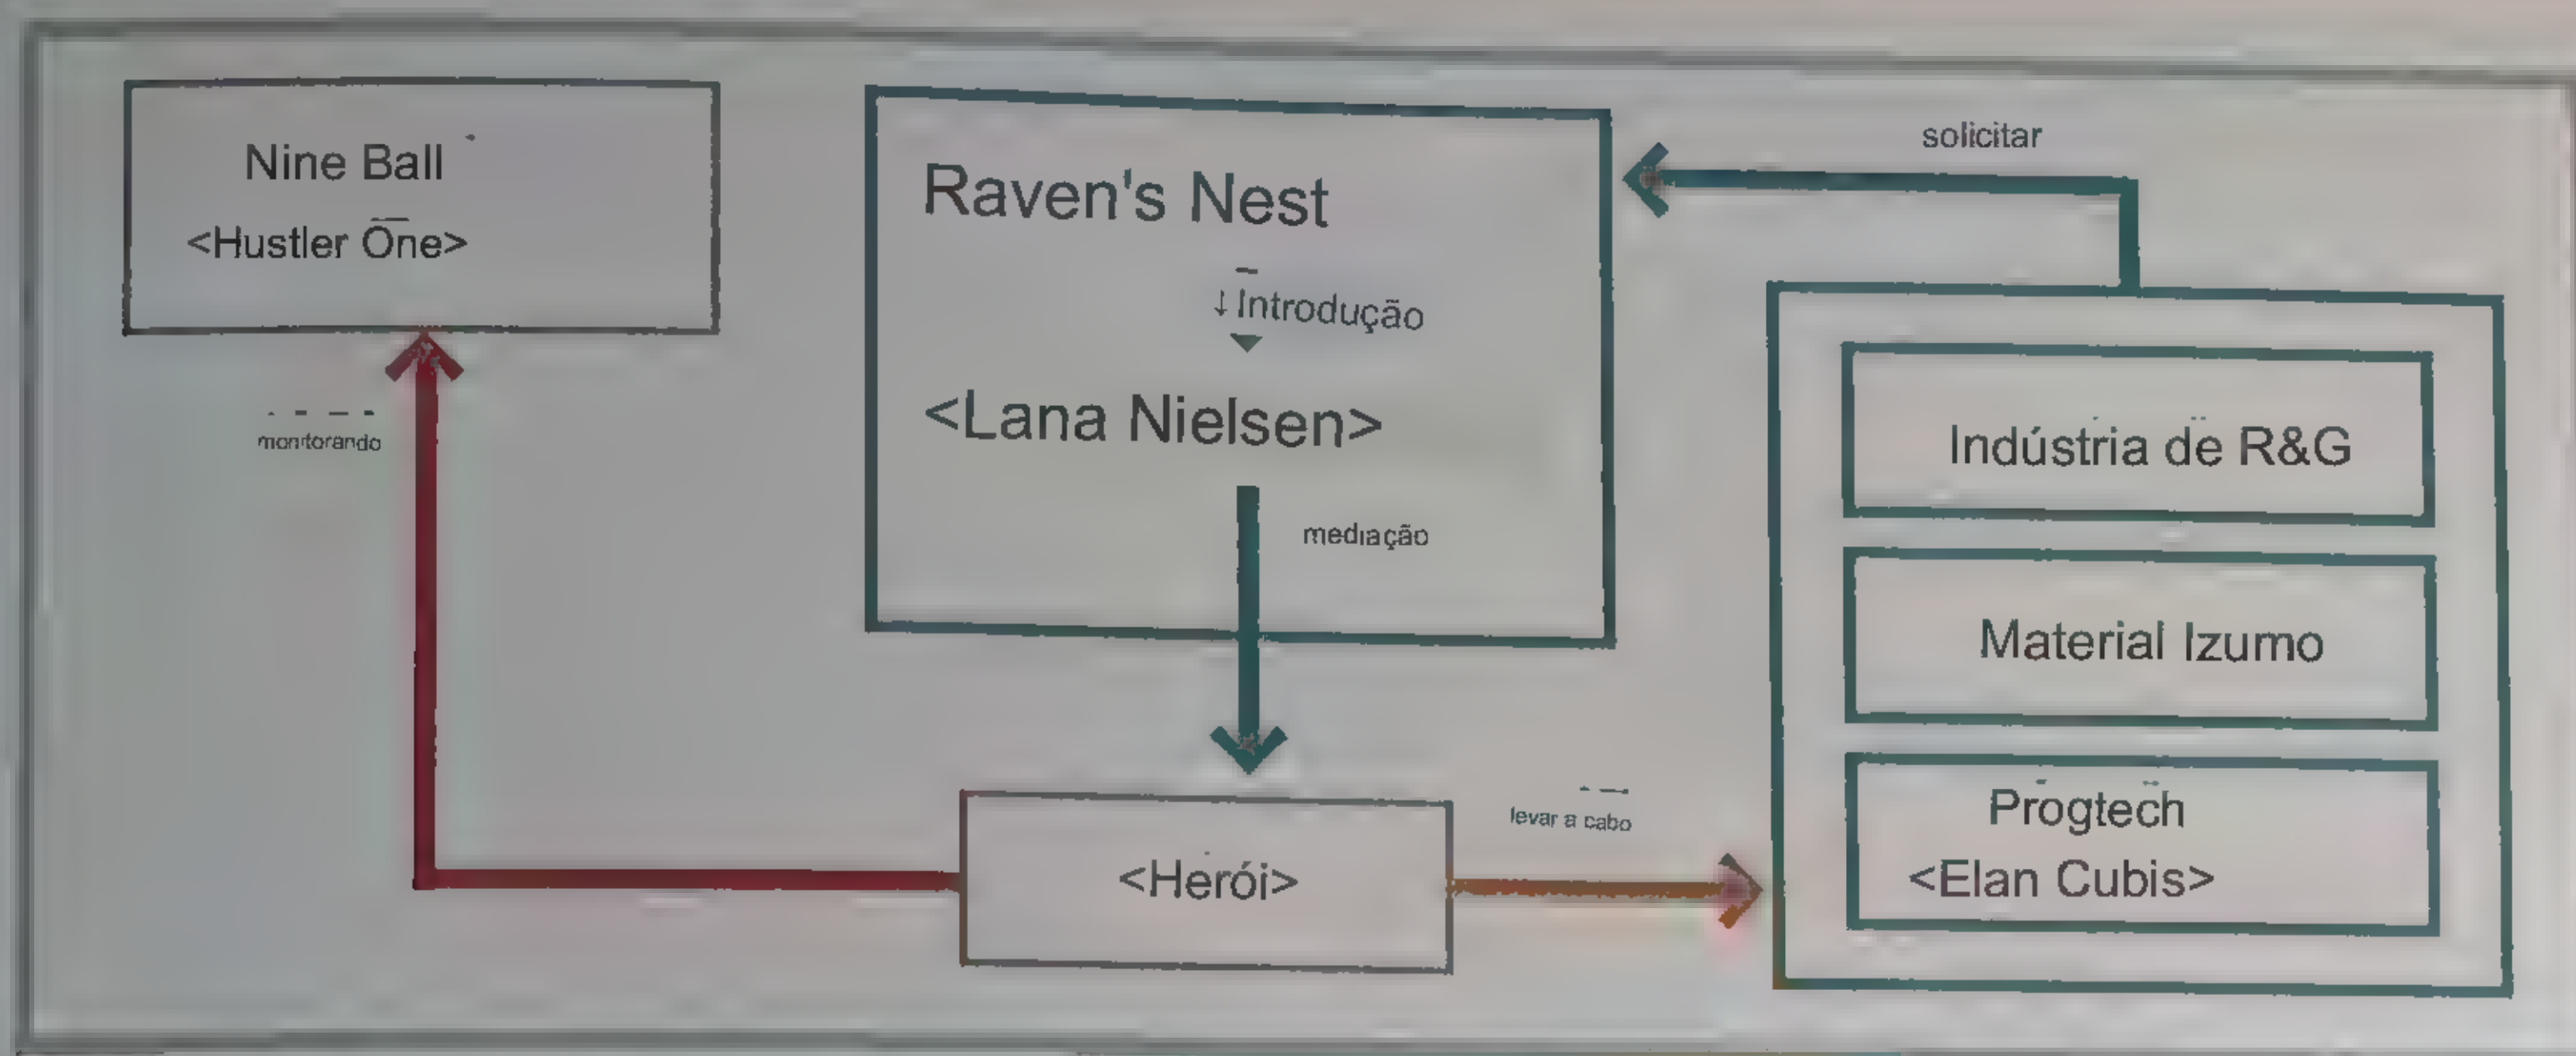 Nine Ball
<Hustler One>
monitorando
Raven's Nest
↓Introdução
<Lana Nielsen>
mediação
<Herói>
levar a cabo
solicitar
Indústria de R&G
Material Izumo
Progtech
<Elan Cubis>